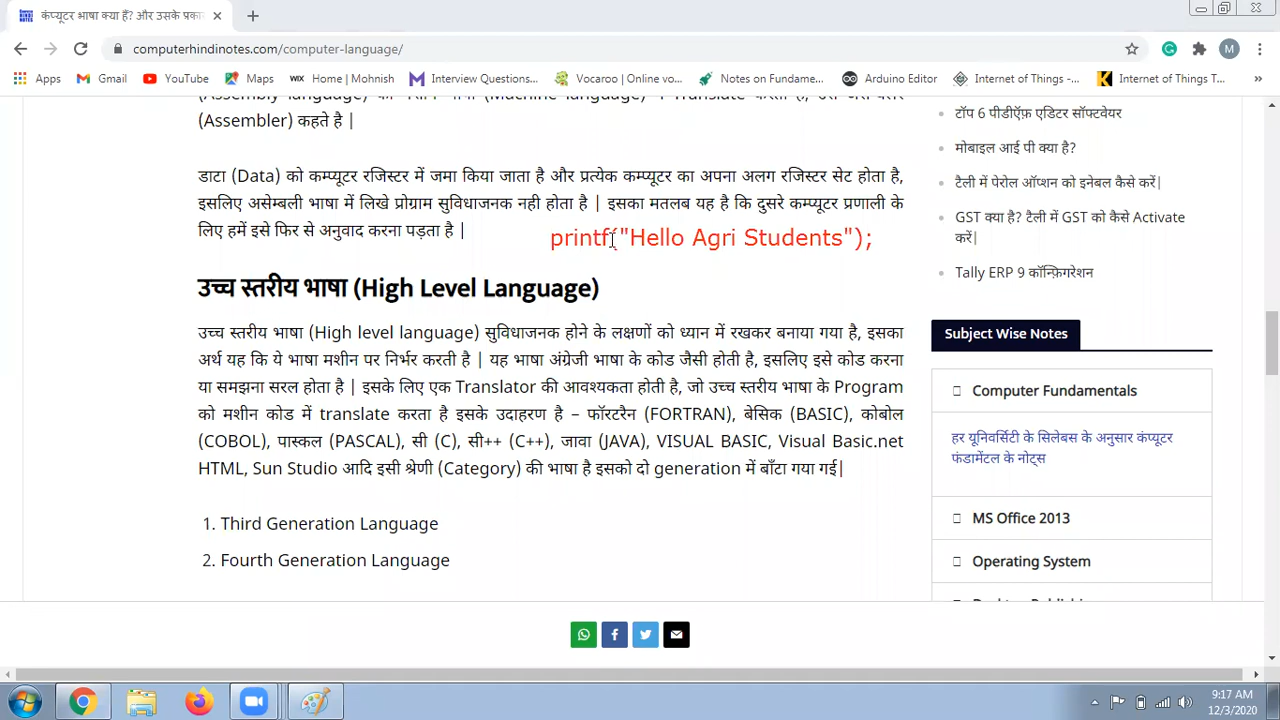 कंप्यूटर भाषा क्या हैं? और उसके प्रका
computerhindinotes.com/computer-language/
M
Apps Gmail YouTube Maps WIX Home | Mohnish Interview Questions... Vocaroo | Online vo... Notes on Fundame... Arduino Editor Internet of Things -... Internet of Things T... »
(Assembler) कहते है |
डाटा (Data) को कम्प्यूटर रजिस्टर में जमा किया जाता है और प्रत्येक कम्प्यूटर का अपना अलग रजिस्टर सेट होता है,
इसलिए असेम्बली भाषा में लिखे प्रोग्राम सुविधाजनक नही होता है | इसका मतलब यह है कि दुसरे कम्प्यूटर प्रणाली के
लिए हमें इसे फिर से अनुवाद करना पड़ता है |
printf("Hello Agri Students");
उच्च स्तरीय भाषा (High Level Language)
उच्च स्तरीय भाषा (High level language) सुविधाजनक होने के लक्षणों को ध्यान में रखकर बनाया गया है, इसका
अर्थ यह कि ये भाषा मशीन पर निर्भर करती है | यह भाषा अंग्रेजी भाषा के कोड जैसी होती है, इसलिए इसे कोड करना
या समझना सरल होता है | इसके लिए एक Translator की आवश्यकता होती है, जो उच्च स्तरीय भाषा के Program
को मशीन कोड में translate करता है इसके उदाहरण है – फॉरटरैन (FORTRAN), बेसिक (BASIC), कोबोल
(COBOL), पास्कल (PASCAL), सी (C), सी++ (C++), जावा (JAVA), VISUAL BASIC, Visual Basic.net
HTML, Sun Studio आदि इसी श्रेणी (Category) की भाषा है इसको दो generation में बाँटा गया गई|
1. Third Generation Language
2. Fourth Generation Language
टॉप 6 पीडीऍफ़ एडिटर सॉफ्टवेयर
मोबाइल आई पी क्या है?
टैली में पेरोल ऑप्शन को इनेबल कैसे करें|
GST क्या है? टैली में GST को कैसे Activate
करें|
Tally ERP 9 कॉन्फ़िगरेशन
Subject Wise Notes
Computer Fundamentals
हर यूनिवर्सिटी के सिलेबस के अनुसार कंप्यूटर
फंडामेंटल के नोट्स
MS Office 2013
Operating System
9:17 AM
12/3/2020